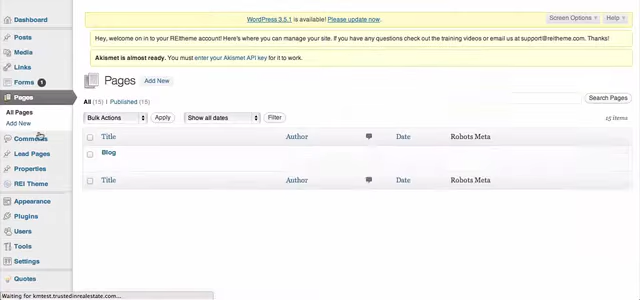 Dashboard
WordPress 3.5.1 is available! Please update now.
Screen Options
Help
Posts
Media
Links
Forms 1
Pages
All Pages
Add New
Comments
Lead Pages
Properties
REI Theme
Appearance
Plugins
Users
Tools
Settings
Quotes
Hey, welcome on in to your REItheme account! Here's where you can manage your site. If you have any questions check out the training videos or email us at support@reitheme.com. Thanks!
Akismet is almost ready. You must enter your Akismet API key for it to work.
Pages Add New
All (15) | Published (15)
Search Pages
Bulk Actions Apply Show all dates Filter 15 items
Title Author Date Robots Meta
Blog
Title Author Date Robots Meta
Waiting for kmtest.trustedinrealestate.com...